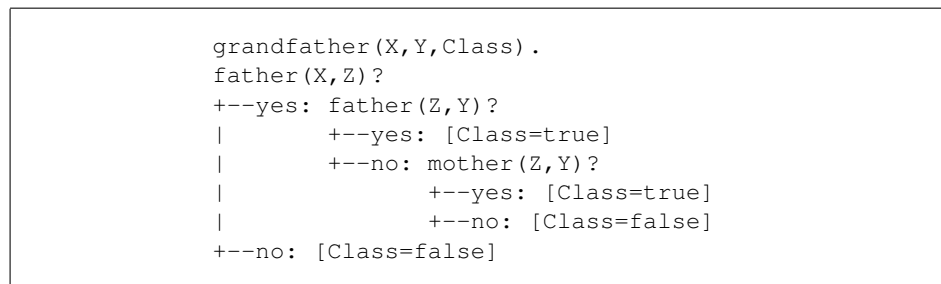 grandfather(X,Y,Class).
father(X,Z)?
+--yes: father(Z,Y)?
|       +--yes: [Class=true]
|       +--no: mother(Z,Y)?
|               +--yes: [Class=true]
|               +--no: [Class=false]
+--no: [Class=false]